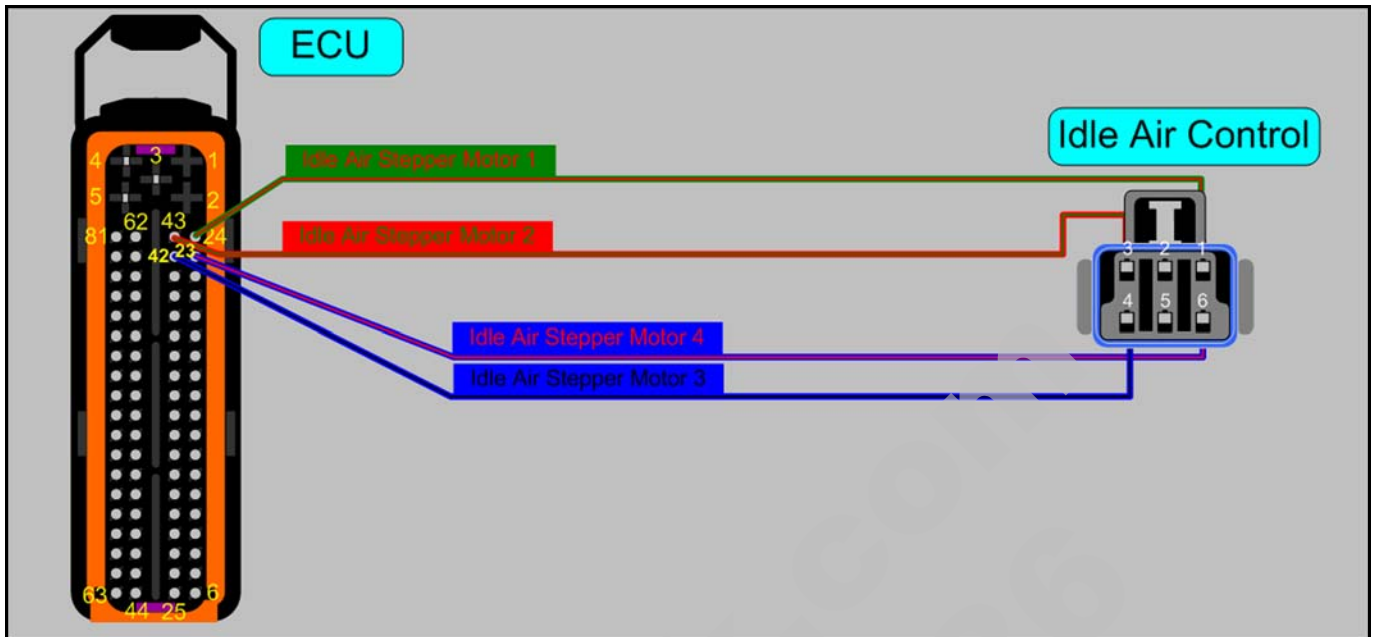 ECU
Idle Air Control
Idle Air Stepper Motor 1
Idle Air Stepper Motor 2
Idle Air Stepper Motor 4
Idle Air Stepper Motor 3
4 3 1
5 2
62 43
81 24
42 23
63 6
44 25
3 2 1
4 5 6